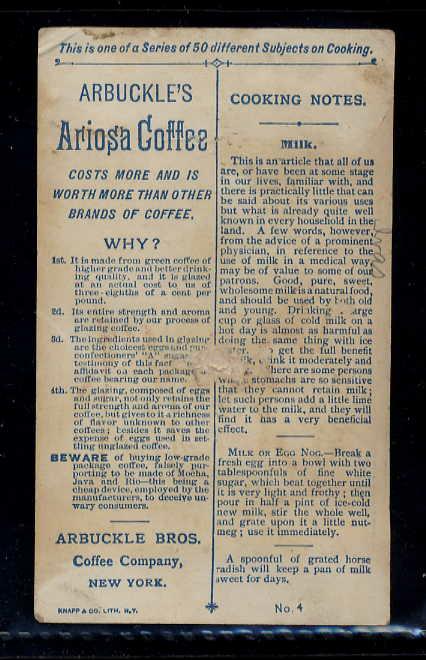 This is one of a Series of 50 different Subjects on Cooking.
ARBUCKLE'S
Ariosa Coffee
COSTS MORE AND IS
WORTH MORE THAN OTHER
BRANDS OF COFFEE.
WHY?
1st. It is made from green coffee of
higher grade and better drink-
ing quality, and it is glazed
at an actual cost to us of
three-eighths of a cent per
pound.
2d. Its entire strength and aroma
are retained by our process of
glazing coffee.
3d. The ingredients used in glazing
are the choicest eggs and pure
confectioners' "A" sugar
testimony of this fact
affidavit on each package
coffee bearing our name.
4th. The glazing, composed of eggs
and sugar, not only retains the
full strength and aroma of our
coffee, but gives to it a richness
of flavor unknown to other
coffees; besides it saves the
expense of eggs used in set-
tling unglazed coffee.
BEWARE of buying low-grade
package coffee, falsely pur-
porting to be made of Mocha,
Java and Rio—this being a
cheap device, employed by the
manufacturers, to deceive un-
wary consumers.
ARBUCKLE BROS.
Coffee Company,
NEW YORK.
KNAPP & CO. LITH. N.Y.
COOKING NOTES.
Milk.
This is an article that all of us
are, or have been at some stage
in our lives, familiar with, and
there is practically little that can
be said about its various uses
but what is already quite well
known in every household in the
land. A few words, however,
from the advice of a prominent
physician, in reference to the
use of milk in a medical way,
may be of value to some of our
patrons. Good, pure, sweet,
wholesome milk is a natural food,
and should be used by both old
and young. Drinking large
cup or glass of cold milk on a
hot day is almost as harmful as
doing the same thing with ice
to get the full benefit
drink it moderately and
There are some persons
whose stomachs are so sensitive
that they cannot retain milk;
let such persons add a little lime
water to the milk, and they will
find it has a very beneficial
effect.
MILK OR EGG NOG.—Break a
fresh egg into a bowl with two
tablespoonfuls of fine white
sugar, which beat together until
it is very light and frothy; then
pour in half a pint of ice-cold
new milk, stir the whole well,
and grate upon it a little nut-
meg; use it immediately.
A spoonful of grated horse
radish will keep a pan of milk
sweet for days.
No. 4